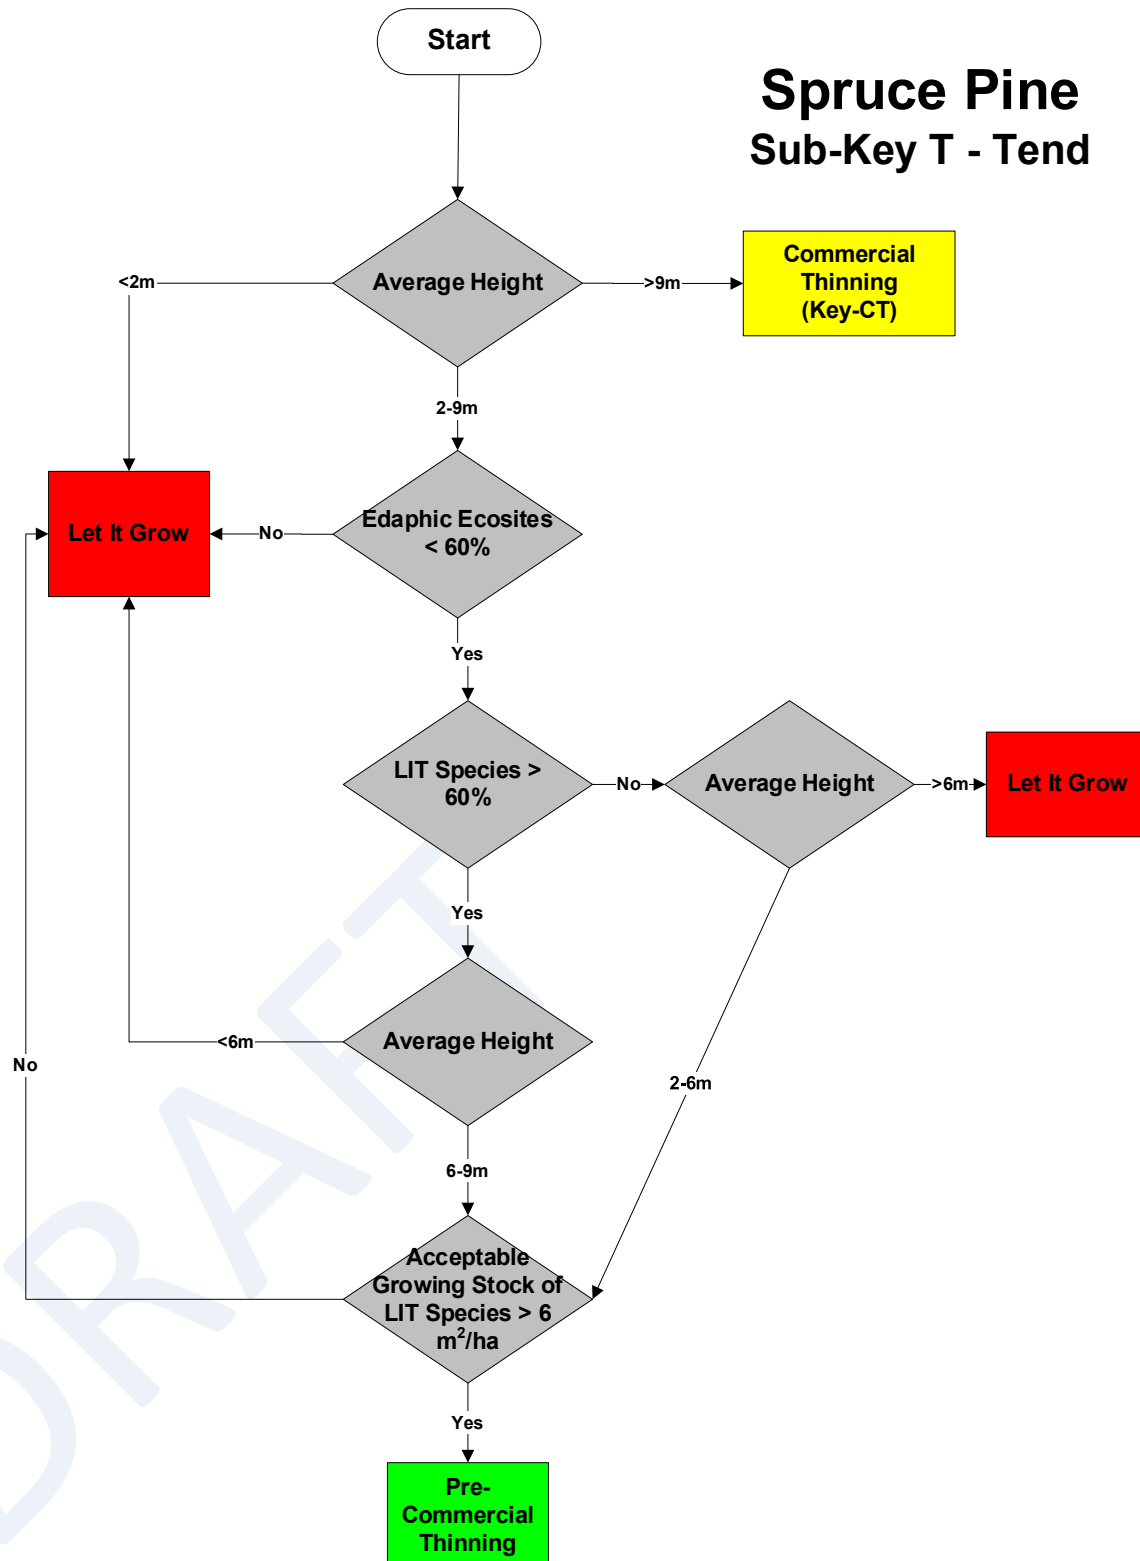 Start
Spruce Pine
Sub-Key T - Tend
Average Height
<2m
>9m
Commercial
Thinning
(Key-CT)
2-9m
Let It Grow
No
Edaphic Ecosites
< 60%
Yes
LIT Species >
60%
No
Average Height
>6m
Let It Grow
Yes
Average Height
<6m
No
2-6m
6-9m
Acceptable
Growing Stock of
LIT Species > 6
m²/ha
Yes
Pre-
Commercial
Thinning
DRAFT